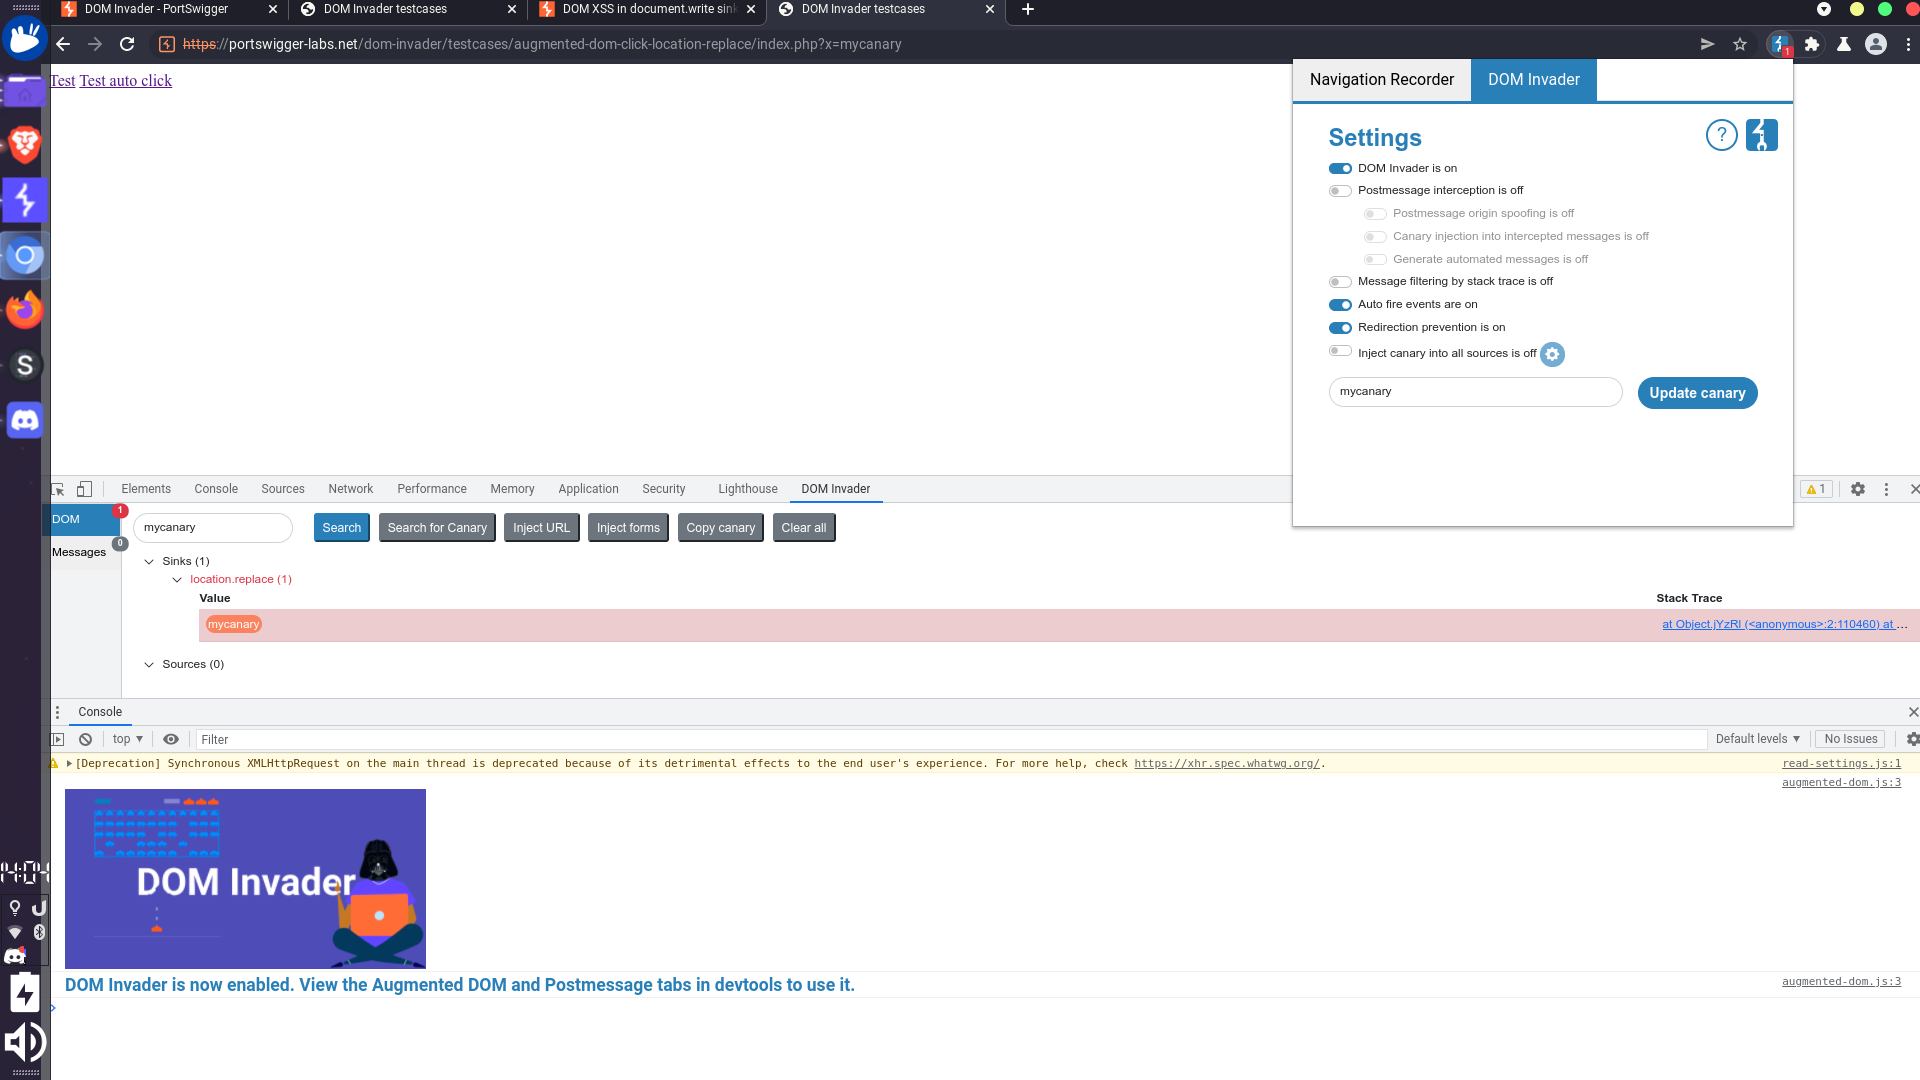 DOM Invader - PortSwigger
DOM Invader testcases
DOM XSS in document.write sink
DOM Invader testcases
https://portswigger-labs.net/dom-invader/testcases/augmented-dom-click-location-replace/index.php?x=mycanary
1
Test Test auto click
Navigation Recorder
DOM Invader
Settings
?
DOM Invader is on
Postmessage interception is off
Postmessage origin spoofing is off
Canary injection into intercepted messages is off
Generate automated messages is off
Message filtering by stack trace is off
Auto fire events are on
Redirection prevention is on
Inject canary into all sources is off
mycanary
Update canary
Elements Console Sources Network Performance Memory Application Security Lighthouse DOM Invader
1
DOM 1
Messages 0
mycanary
Search Search for Canary Inject URL Inject forms Copy canary Clear all
Sinks (1)
location.replace (1)
Value Stack Trace
mycanary at Object.jYzRl (<anonymous>:2:110460) at ...
Sources (0)
Console
top Filter Default levels No Issues
[Deprecation] Synchronous XMLHttpRequest on the main thread is deprecated because of its detrimental effects to the end user's experience. For more help, check https://xhr.spec.whatwg.org/. read-settings.js:1
augmented-dom.js:3
DOM Invader
DOM Invader is now enabled. View the Augmented DOM and Postmessage tabs in devtools to use it. augmented-dom.js:3
S